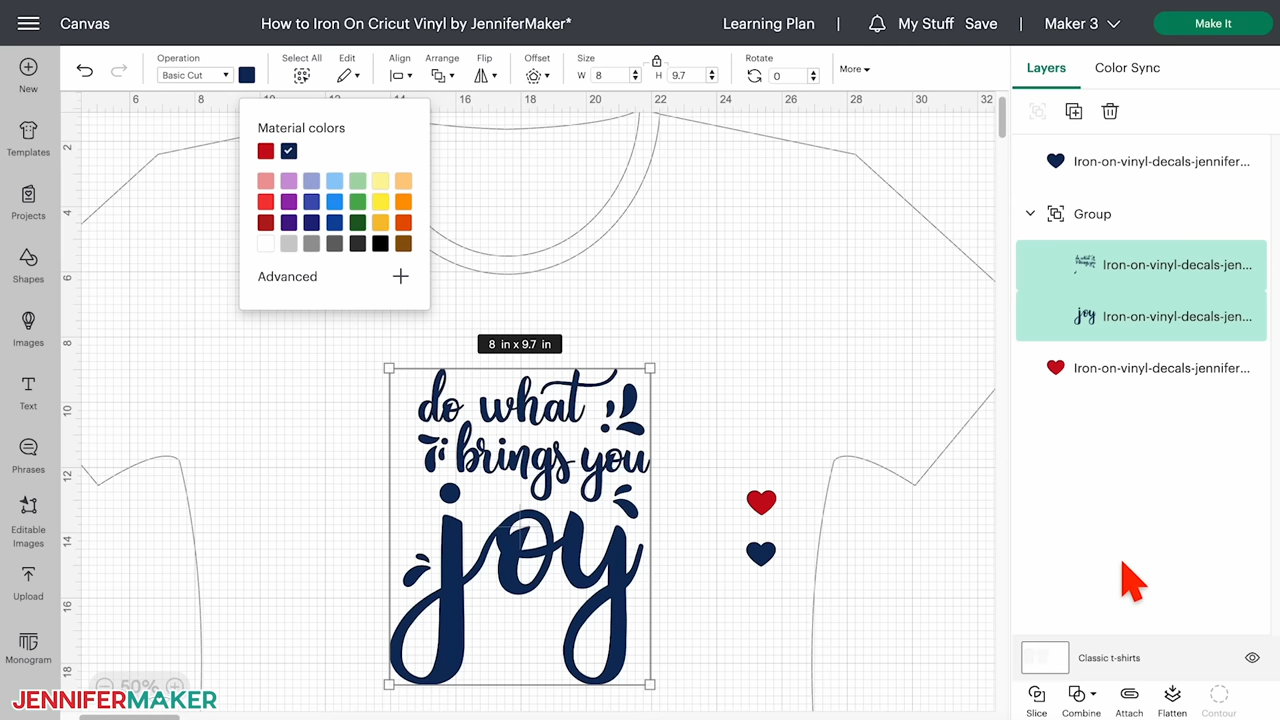 Canvas
How to Iron On Cricut Vinyl by JenniferMaker*
Learning Plan
My Stuff
Save
Maker 3
Make It
Operation
Basic Cut
Select All
Edit
Align
Arrange
Flip
Offset
Size
W 8
H 9.7
Rotate
0
More
Layers
Color Sync
New
Templates
Projects
Shapes
Images
Text
Phrases
Editable
Images
Upload
Monogram
6 8 14 16 18 20 22 24 26 28 30 32
2
4
6
8
10
12
14
16
18
Material colors
Advanced
8 in x 9.7 in
do what
brings you
joy
50%
Iron-on-vinyl-decals-jennifer...
Group
Iron-on-vinyl-decals-jen...
joy Iron-on-vinyl-decals-jen...
Iron-on-vinyl-decals-jennifer...
Classic t-shirts
Slice
Combine
Attach
Flatten
Contour
JENNIFERMAKER